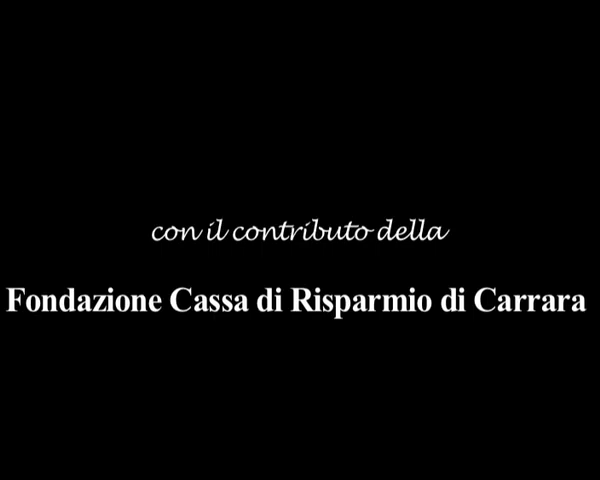 con il contributo della
Fondazione Cassa di Risparmio di Carrara